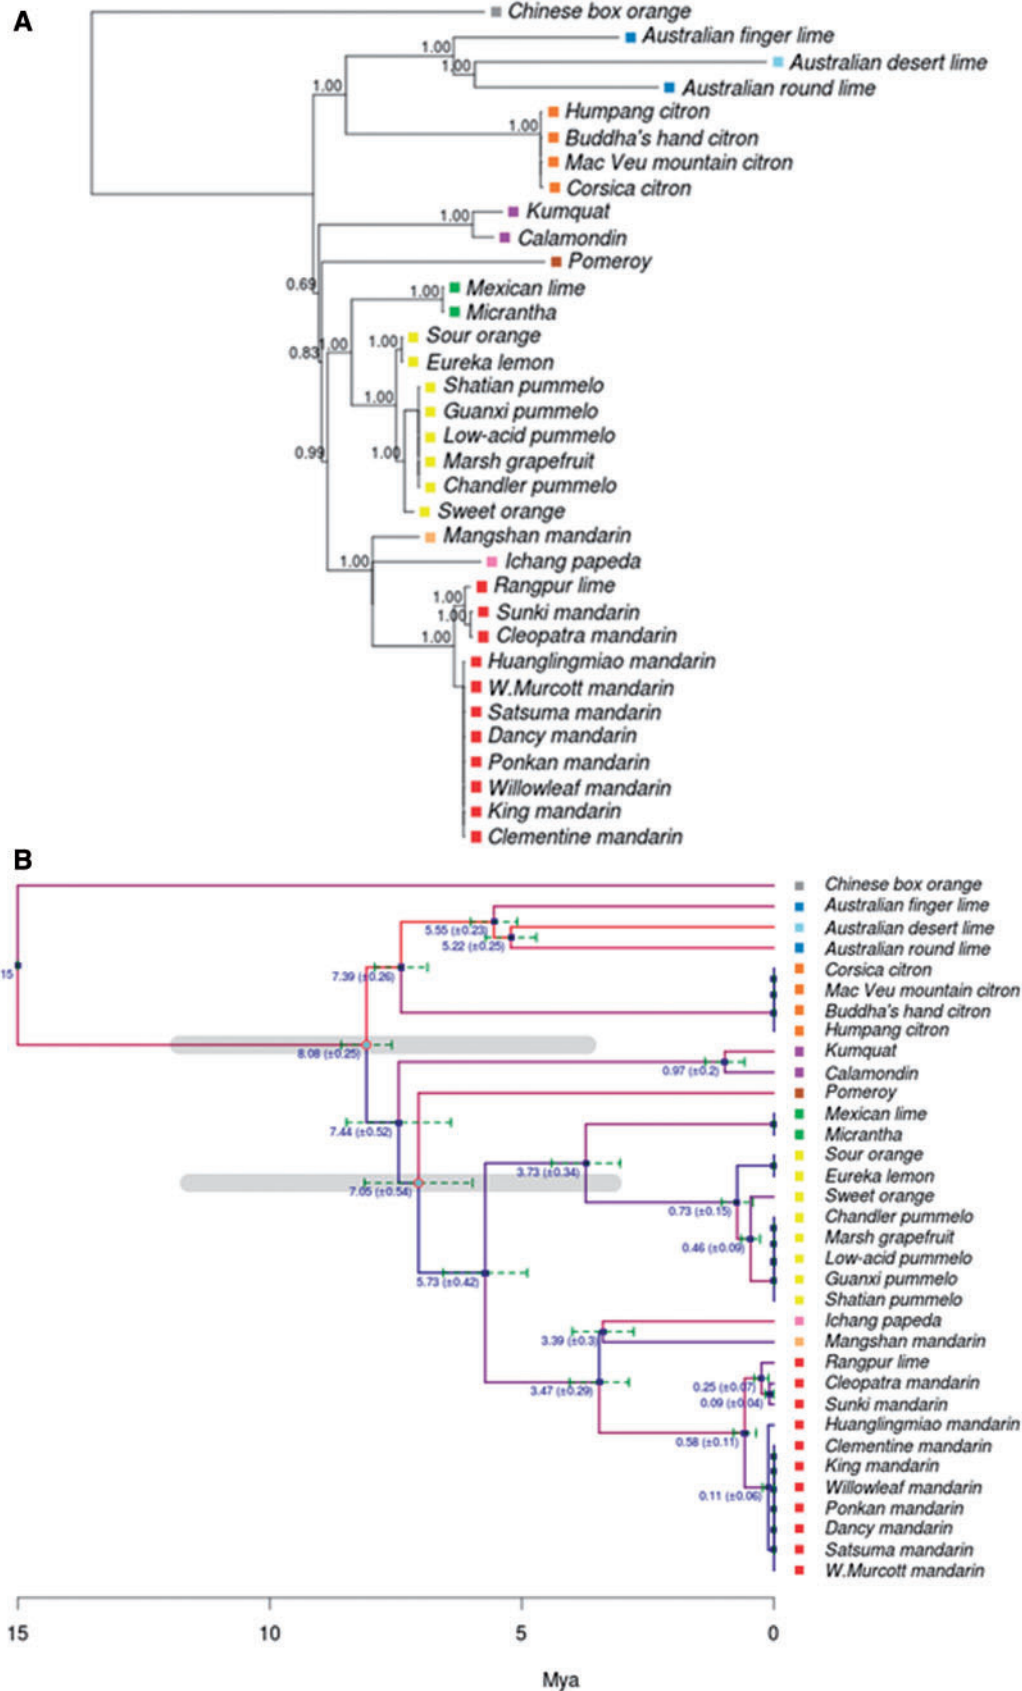 A
Chinese box orange
Australian finger lime
1.00
Australian desert lime
1.00
Australian round lime
1.00
Humpang citron
1.00
Buddha's hand citron
Mac Veu mountain citron
Corsica citron
Kumquat
1.00
Calamondin
Pomeroy
0.69
Mexican lime
1.00
Micrantha
Sour orange
1.00
1.00
0.83
Eureka lemon
Shatian pummelo
1.00
Guanxi pummelo
Low-acid pummelo
0.99
1.00
Marsh grapefruit
Chandler pummelo
Sweet orange
Mangshan mandarin
1.00
Ichang papeda
Rangpur lime
1.00
Sunki mandarin
1.00
1.00
Cleopatra mandarin
Huanglingmiao mandarin
W.Murcott mandarin
Satsuma mandarin
Dancy mandarin
Ponkan mandarin
Willowleaf mandarin
King mandarin
Clementine mandarin
B
Chinese box orange
Australian finger lime
5.55 (±0.23)
Australian desert lime
5.22 (±0.25)
Australian round lime
15
7.39 (±0.26)
Corsica citron
Mac Veu mountain citron
Buddha's hand citron
Humpang citron
8.08 (±0.25)
Kumquat
0.97 (±0.2)
Calamondin
Pomeroy
Mexican lime
7.44 (±0.52)
Micrantha
Sour orange
3.73 (±0.34)
Eureka lemon
7.05 (±0.54)
Sweet orange
0.73 (±0.15)
Chandler pummelo
Marsh grapefruit
0.46 (±0.09)
Low-acid pummelo
5.73 (±0.42)
Guanxi pummelo
Shatian pummelo
Ichang papeda
3.39 (±0.3)
Mangshan mandarin
Rangpur lime
3.47 (±0.29)
0.25 (±0.07)
Cleopatra mandarin
0.09 (±0.04)
Sunki mandarin
Huanglingmiao mandarin
0.58 (±0.11)
Clementine mandarin
King mandarin
Willowleaf mandarin
0.11 (±0.06)
Ponkan mandarin
Dancy mandarin
Satsuma mandarin
W.Murcott mandarin
15 10 5 0
Mya